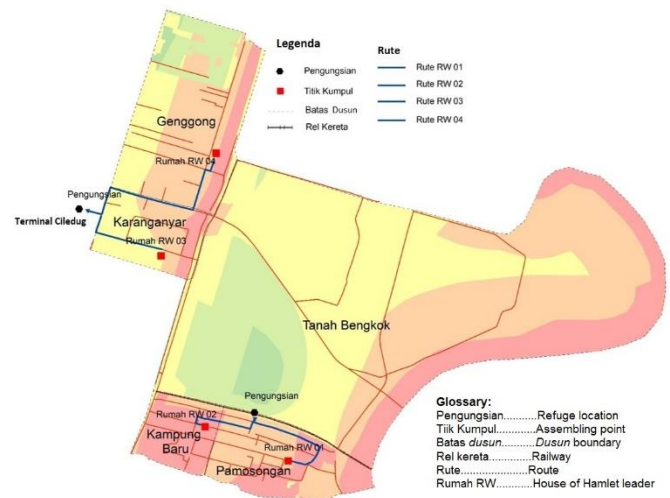 Legenda
Pengungsian
Titik Kumpul
Batas Dusun
Rel Kereta
Rute
Rute RW 01
Rute RW 02
Rute RW 03
Rute RW 04
Genggong
Rumah RW 04
Pengungsian
Terminal Ciledug
Karanganyar
Rumah RW 03
Tanah Bengkok
Pengungsian
Rumah RW 02
Kampung
Baru
Rumah RW 01
Pamosongan
Glossary:
Pengungsian..........Refuge location
Tiik Kumpul...........Assembling point
Batas dusun..........Dusun boundary
Rel kereta..............Railway
Rute.......................Route
Rumah RW...........House of Hamlet leader